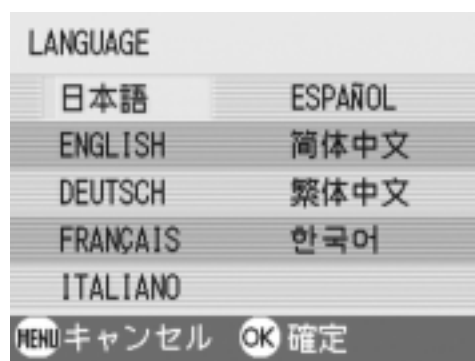 LANGUAGE
日本語 ESPAÑOL
ENGLISH 简体中文
DEUTSCH 繁体中文
FRANÇAIS 한국어
ITALIANO
MENU キャンセル OK 確定